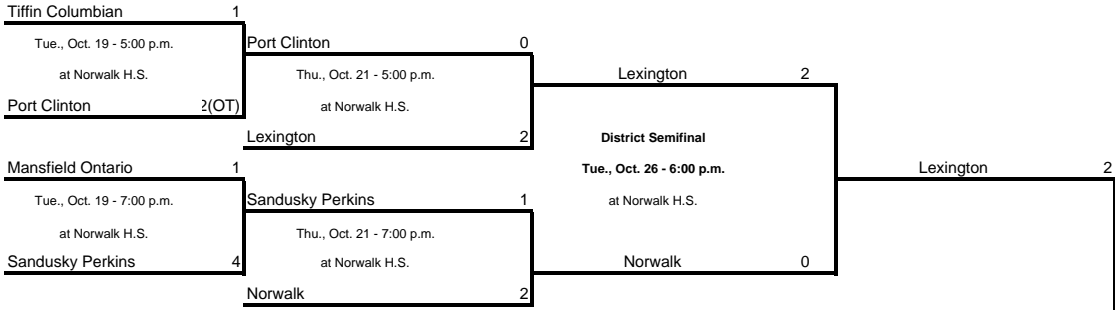 Tiffin Columbian 1
Tue., Oct. 19 - 5:00 p.m.
at Norwalk H.S.
Port Clinton 2(OT)
Port Clinton 0
Thu., Oct. 21 - 5:00 p.m.
at Norwalk H.S.
Lexington 2
Mansfield Ontario 1
Tue., Oct. 19 - 7:00 p.m.
at Norwalk H.S.
Sandusky Perkins 4
Sandusky Perkins 1
Thu., Oct. 21 - 7:00 p.m.
at Norwalk H.S.
Norwalk 2
Lexington 2
District Semifinal
Tue., Oct. 26 - 6:00 p.m.
at Norwalk H.S.
Norwalk 0
Lexington 2